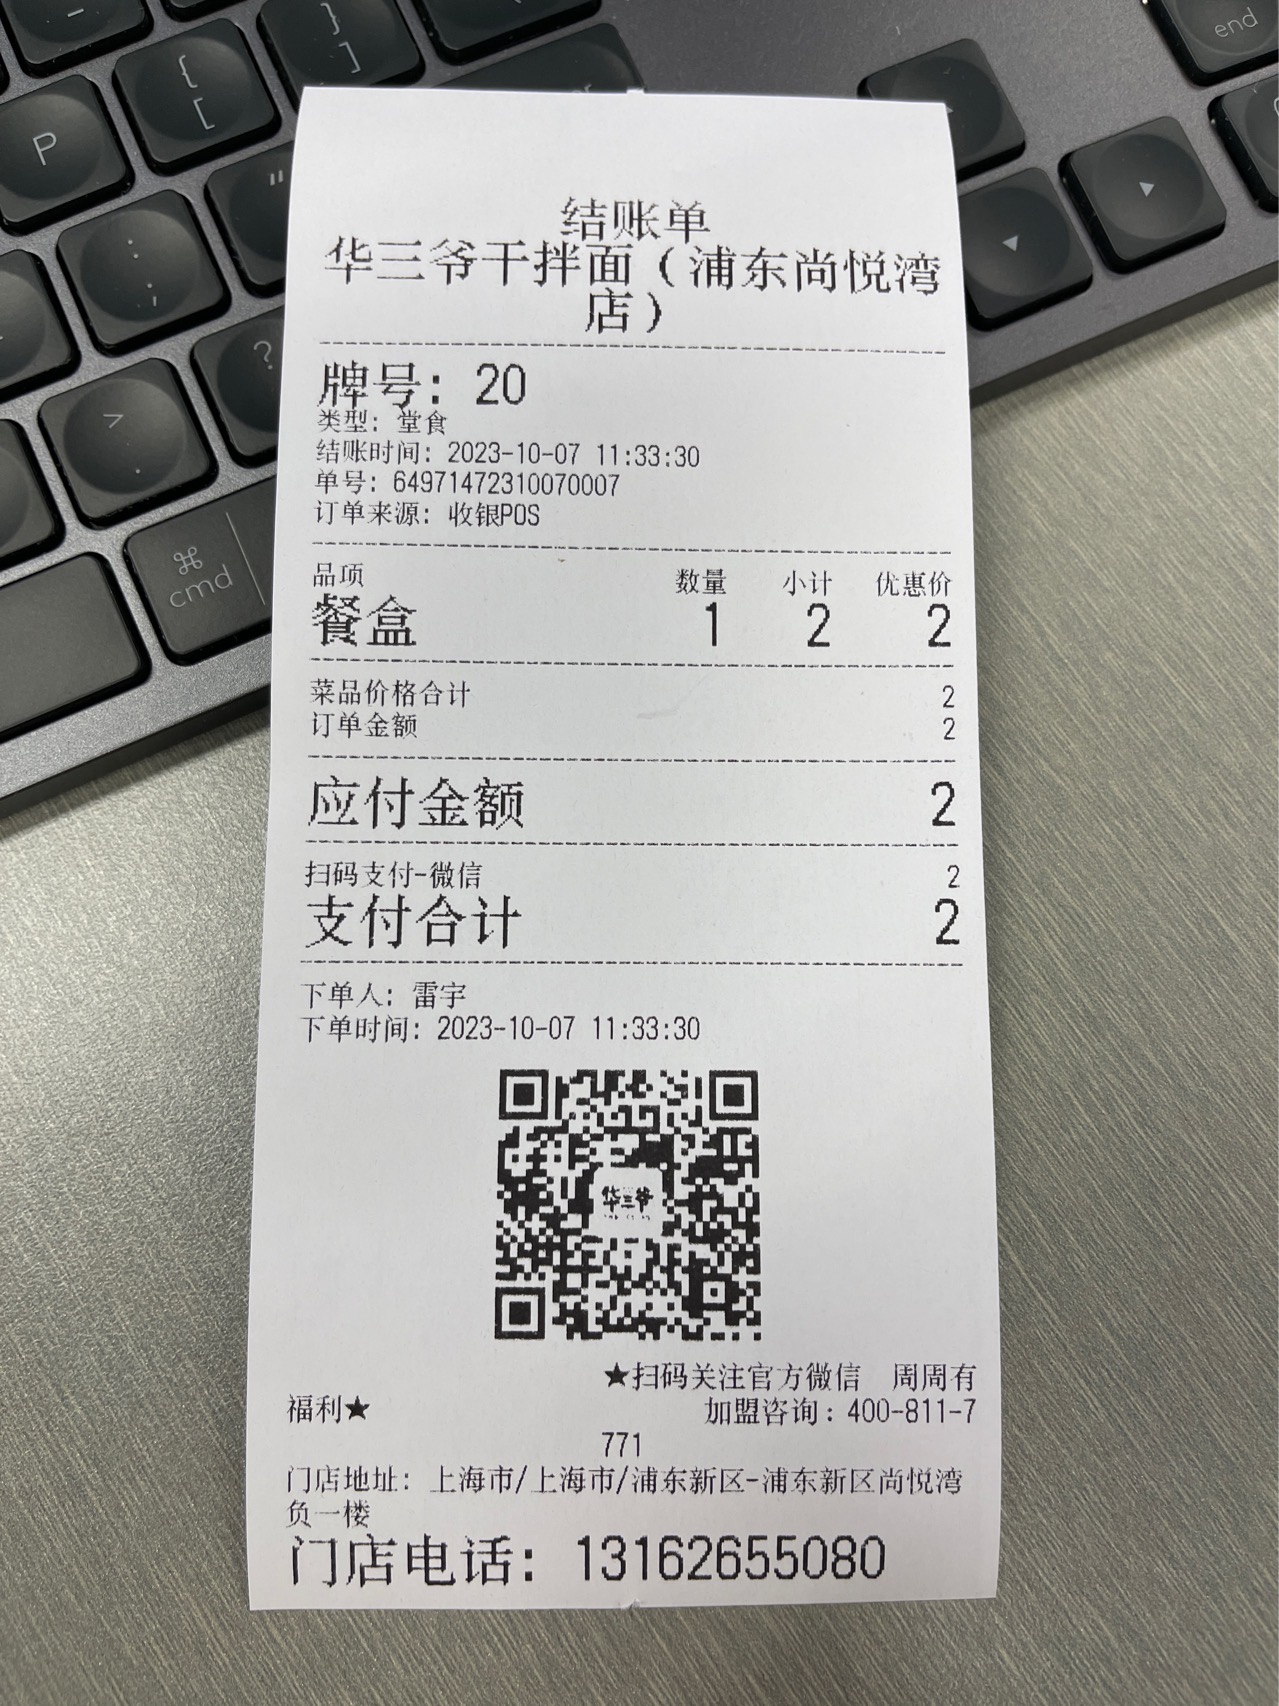 end
}
]
{
[
P
"
:
;
?
>
.
⌘
cmd
结账单
华三爷干拌面（浦东尚悦湾
店）
牌号：20
类型：堂食
结账时间：2023-10-07 11:33:30
单号：64971472310070007
订单来源：收银POS
品项 数量 小计 优惠价
餐盒 1 2 2
菜品价格合计 2
订单金额 2
应付金额 2
扫码支付-微信 2
支付合计 2
下单人：雷宇
下单时间：2023-10-07 11:33:30
华三爷
★扫码关注官方微信 周周有
福利★ 加盟咨询：400-811-7
771
门店地址：上海市/上海市/浦东新区-浦东新区尚悦湾
负一楼
门店电话：13162655080